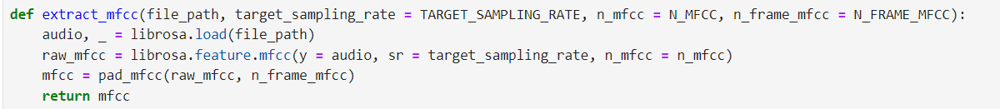 def extract_mfcc(file_path, target_sampling_rate = TARGET_SAMPLING_RATE, n_mfcc = N_MFCC, n_frame_mfcc = N_FRAME_MFCC):
    audio, _ = librosa.load(file_path)
    raw_mfcc = librosa.feature.mfcc(y = audio, sr = target_sampling_rate, n_mfcc = n_mfcc)
    mfcc = pad_mfcc(raw_mfcc, n_frame_mfcc)
    return mfcc